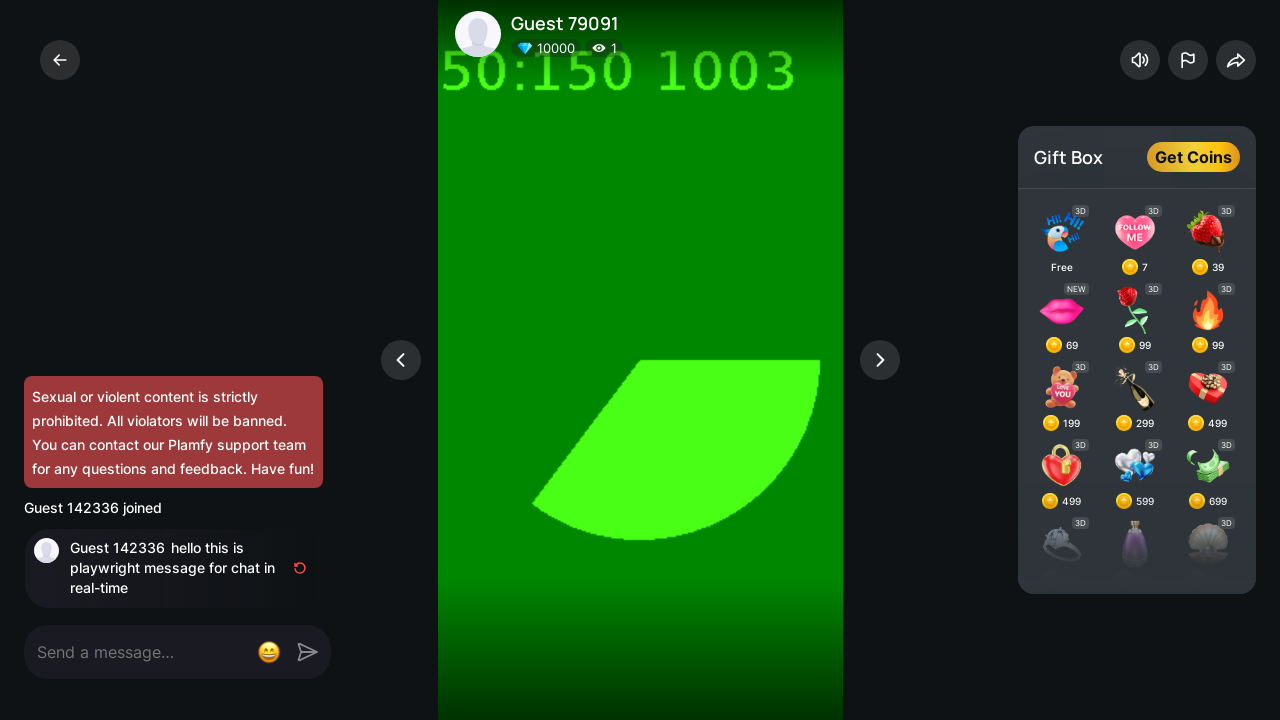 Guest 79091
10000
1
50:150 1003
Gift Box
Get Coins
3D
3D
3D
Hi! Hi! Hi!
FOLLOW ME
Free
7
39
NEW
3D
3D
69
99
99
3D
3D
3D
LOVE YOU
199
299
499
3D
3D
3D
499
599
699
3D
3D
Sexual or violent content is strictly
prohibited. All violators will be banned.
You can contact our Plamfy support team
for any questions and feedback. Have fun!
Guest 142336 joined
Guest 142336 hello this is
playwright message for chat in
real-time
Send a message...